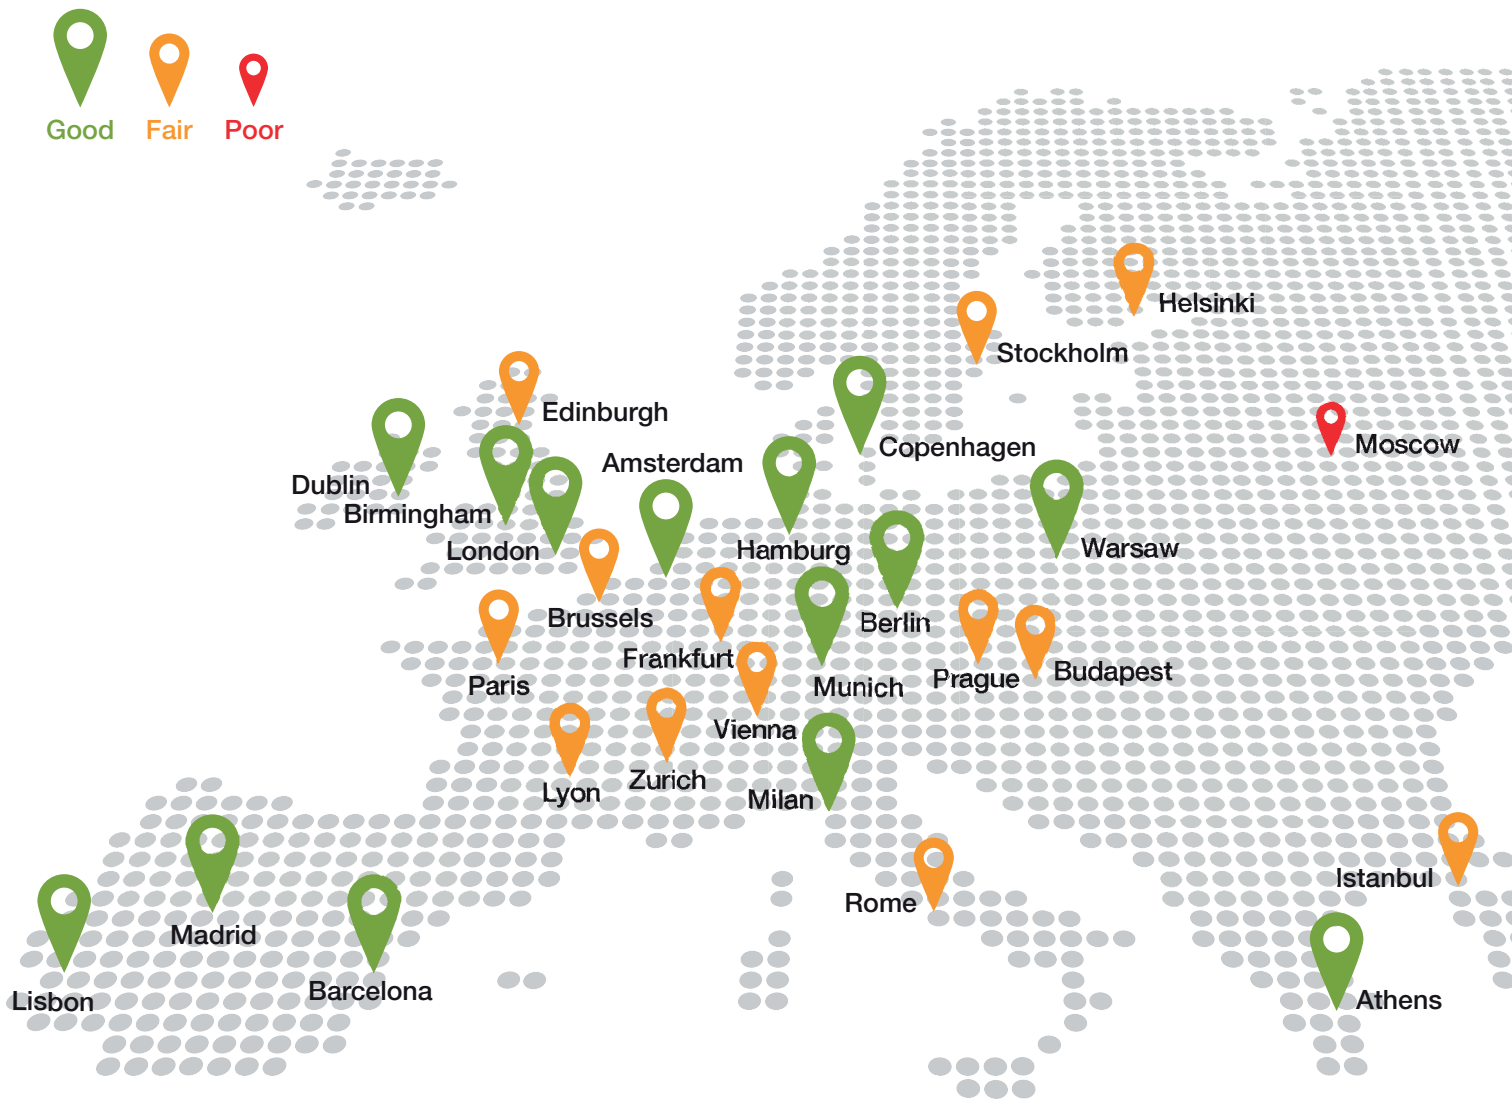 Good
Fair
Poor
Helsinki
Stockholm
Edinburgh
Copenhagen
Moscow
Amsterdam
Dublin
Birmingham
London
Hamburg
Warsaw
Brussels
Berlin
Frankfurt
Paris
Munich
Prague
Budapest
Vienna
Zurich
Lyon
Milan
Istanbul
Rome
Madrid
Barcelona
Lisbon
Athens